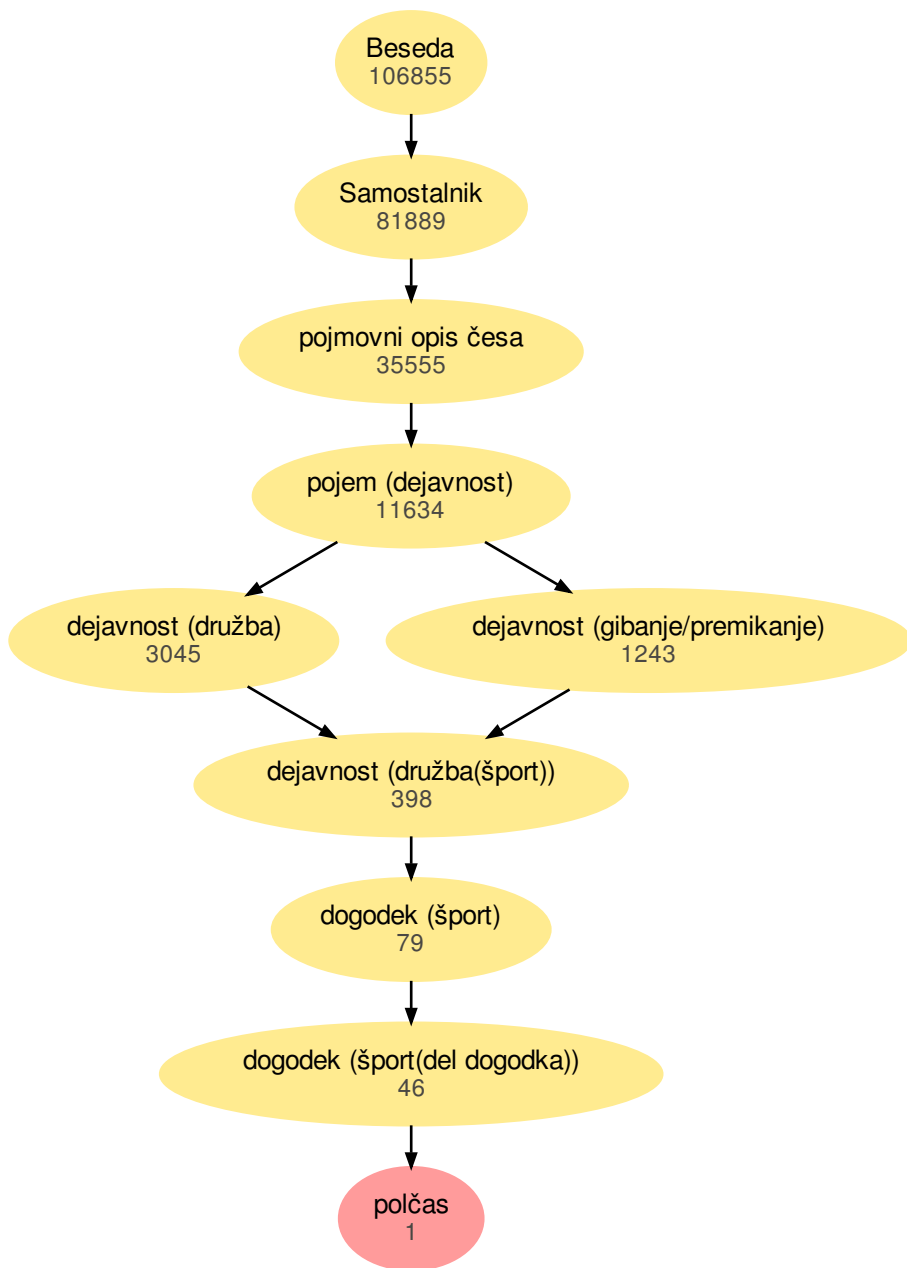 Beseda
106855
Samostalnik
81889
pojmovni opis česa
35555
pojem (dejavnost)
11634
dejavnost (družba)
3045
dejavnost (gibanje/premikanje)
1243
dejavnost (družba(šport))
398
dogodek (šport)
79
dogodek (šport(del dogodka))
46
polčas
1